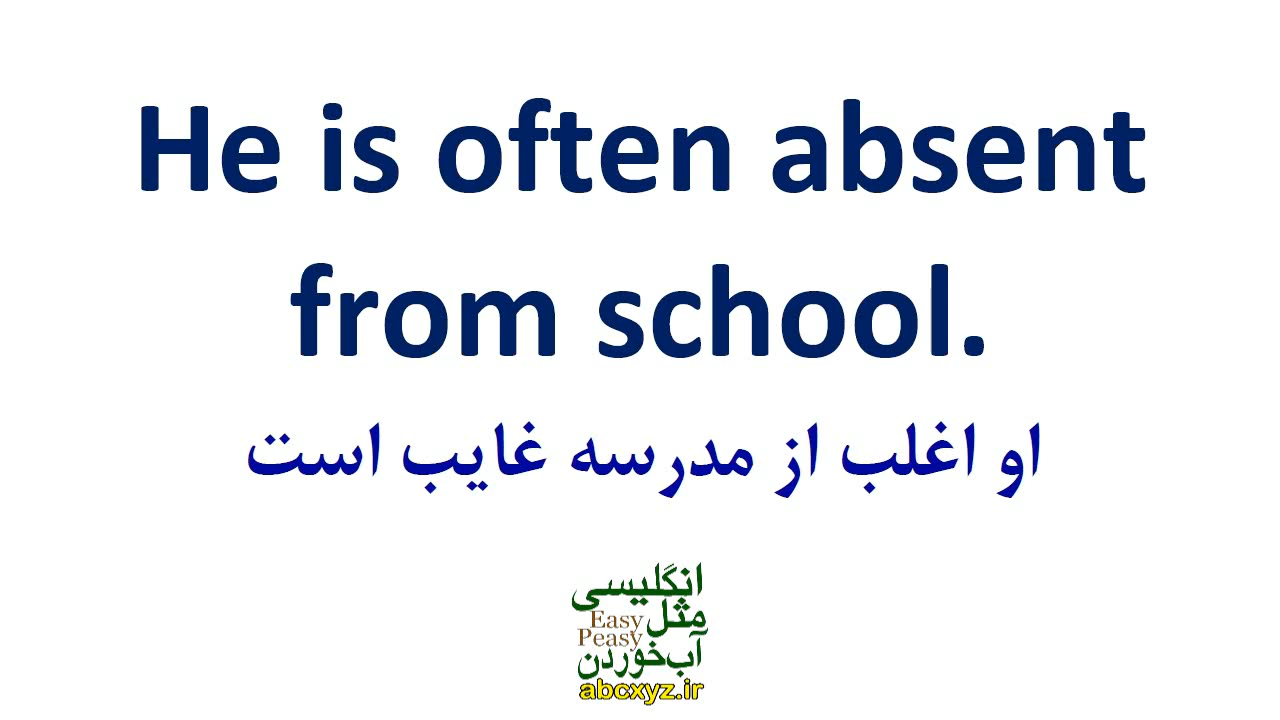 He is often absent
from school.
او اغلب از مدرسه غایب است
انگلیسی
مثل
Easy
Peasy
آب‌خوردن
abcxyz.ir